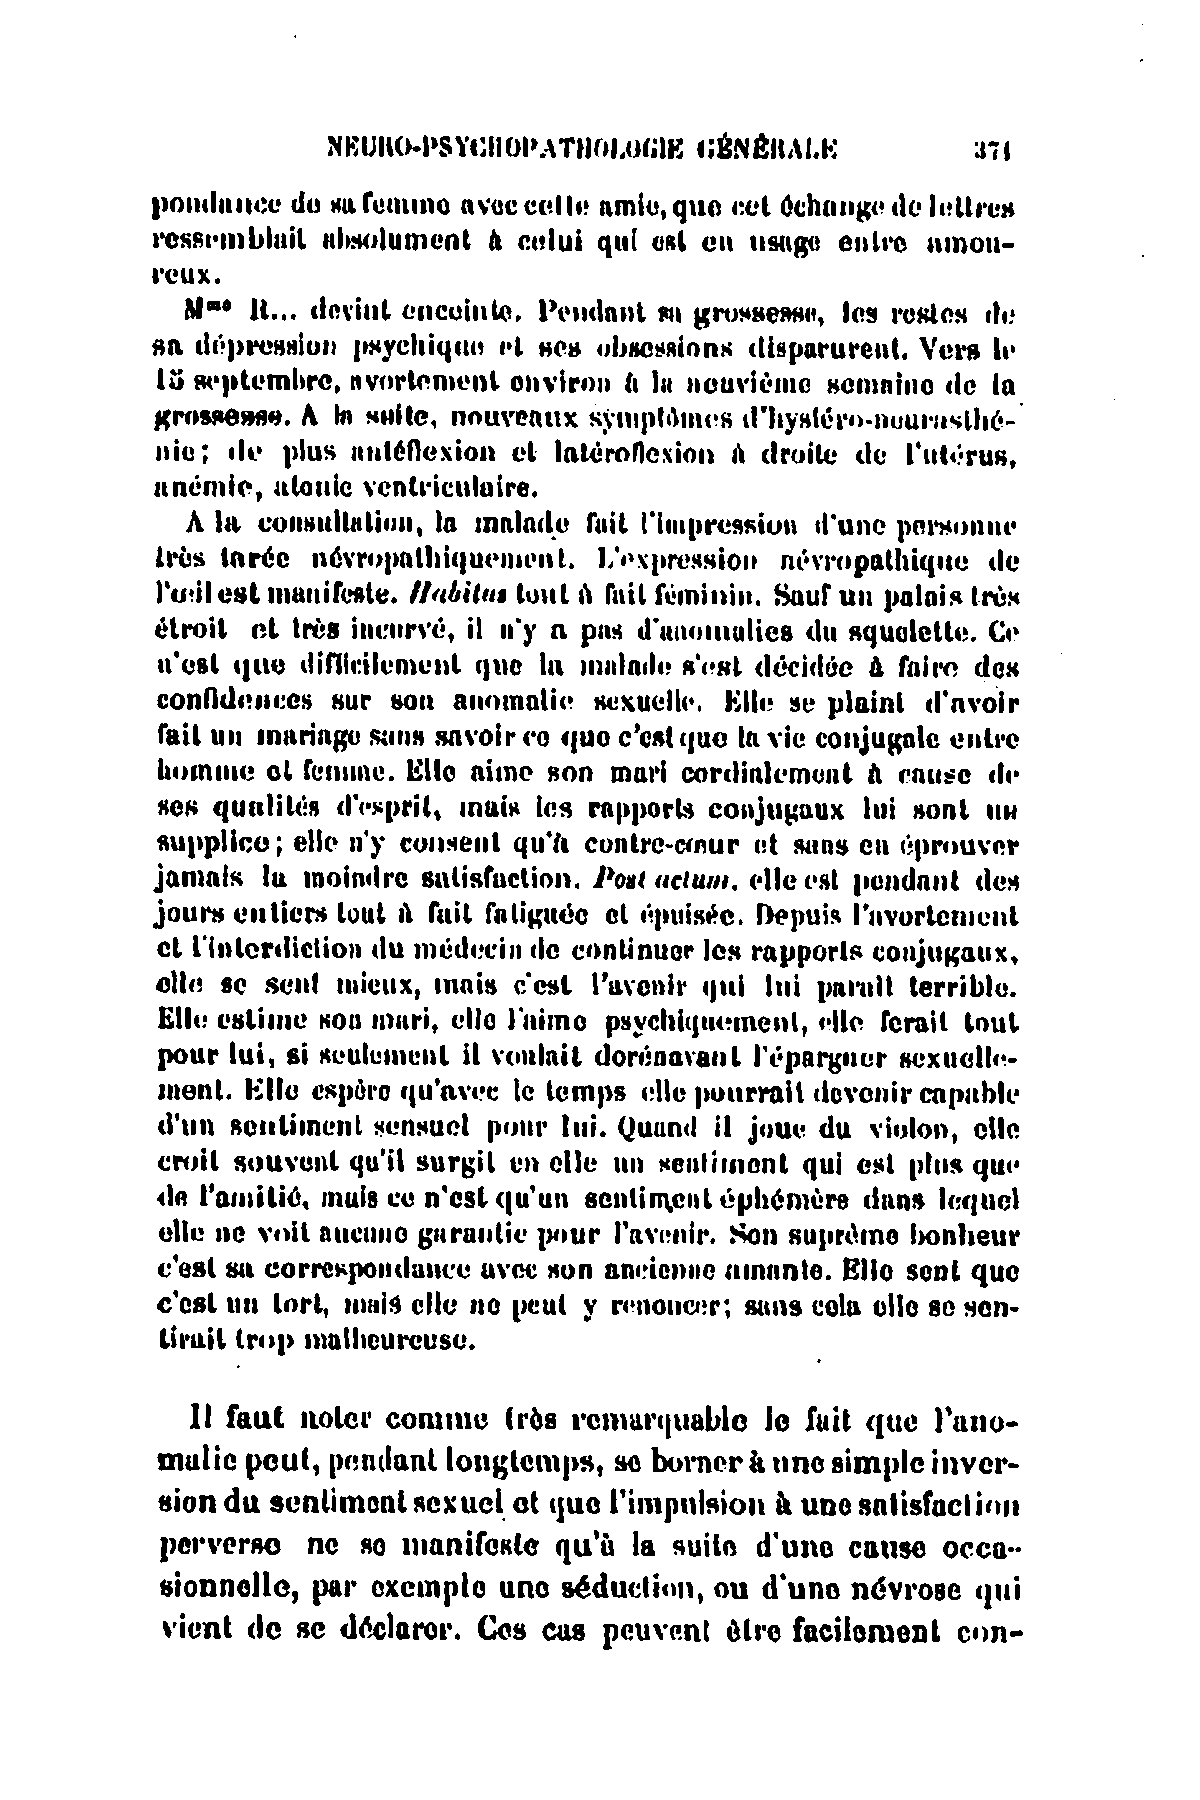 NEURO-PSYCHOPATHOLOGIE GÉNÉRALE 371
pondance de sa femme avec celle amie, que cet échange de lettres
ressemblait absolument à celui qui est en usage entre amou-
reux.
Mme R... devint enceinte. Pendant sa grossesse, les restes de
sa dépression psychique et ses obsessions disparurent. Vers le
15 septembre, avortement environ à la neuvième semaine de la
grossesse. A la suite, nouveaux symptômes d'hystéro-neurasthé-
nie; de plus antéflexion et latéroflexion à droite de l'utérus,
anémie, atonie ventriculaire.
A la consultation, la malade fait l'impression d'une personne
très tarée névropathiquement. L'expression névropathique de
l'œil est manifeste. Habitus tout à fait féminin. Sauf un palais très
étroit et très incurvé, il n'y a pas d'anomalies du squelette. Ce
n'est que difficilement que la malade s'est décidée à faire des
confidences sur son anomalie sexuelle. Elle se plaint d'avoir
fait un mariage sans savoir ce que c'est que la vie conjugale entre
homme et femme. Elle aime son mari cordialement à cause de
ses qualités d'esprit, mais les rapports conjugaux lui sont un
supplice; elle n'y consent qu'à contre-cœur et sans en éprouver
jamais la moindre satisfaction. Post actum, elle est pendant des
jours entiers tout à fait fatiguée et épuisée. Depuis l'avortement
et l'interdiction du médecin de continuer les rapports conjugaux,
elle se sent mieux, mais c'est l'avenir qui lui paraît terrible.
Elle estime son mari, elle l'aime psychiquement, elle ferait tout
pour lui, si seulement il voulait dorénavant l'épargner sexuelle-
ment. Elle espère qu'avec le temps elle pourrait devenir capable
d'un sentiment sensuel pour lui. Quand il joue du violon, elle
croit souvent qu'il surgit en elle un sentiment qui est plus que
de l'amitié, mais ce n'est qu'un sentiment éphémère dans lequel
elle ne voit aucune garantie pour l'avenir. Son suprême bonheur
c'est sa correspondance avec son ancienne amante. Elle sent que
c'est un tort, mais elle ne peut y renoncer; sans cela elle se sen-
tirait trop malheureuse.
Il faut noter comme très remarquable le fait que l'ano-
malie peut, pendant longtemps, se borner à une simple inver-
sion du sentiment sexuel et que l'impulsion à une satisfaction
perverse ne se manifeste qu'à la suite d'une cause occa-
sionnelle, par exemple une séduction, ou d'une névrose qui
vient de se déclarer. Ces cas peuvent être facilement con-